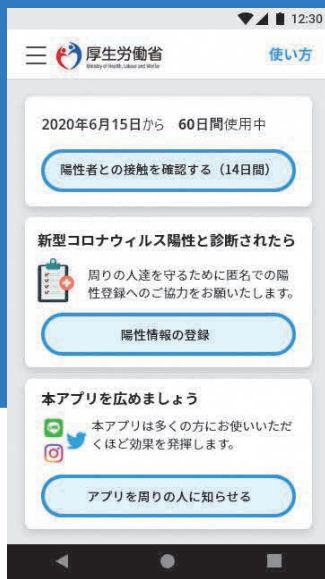 12:30
厚生労働省
Ministry of Health, Labour and Welfare
使い方
2020年6月15日から 60日間使用中
陽性者との接触を確認する（14日間）
新型コロナウィルス陽性と診断されたら
周りの人達を守るために匿名での陽
性登録へのご協力をお願いいたします。
陽性情報の登録
本アプリを広めましょう
本アプリは多くの方にお使いいただ
くほど効果を発揮します。
アプリを周りの人に知らせる